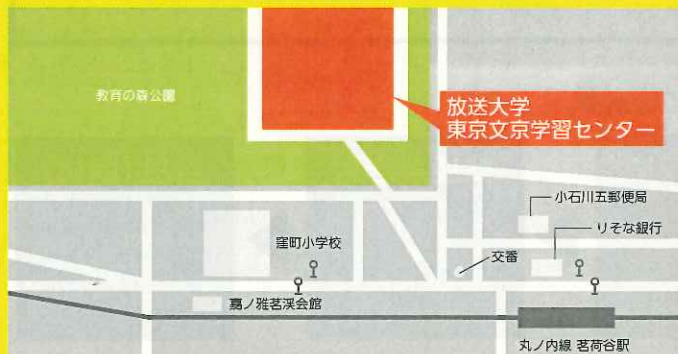 教育の森公園
放送大学
東京文京学習センター
小石川五郵便局
りそな銀行
窪町小学校
交番
嘉ノ雅茗渓会館
丸ノ内線 茗荷谷駅